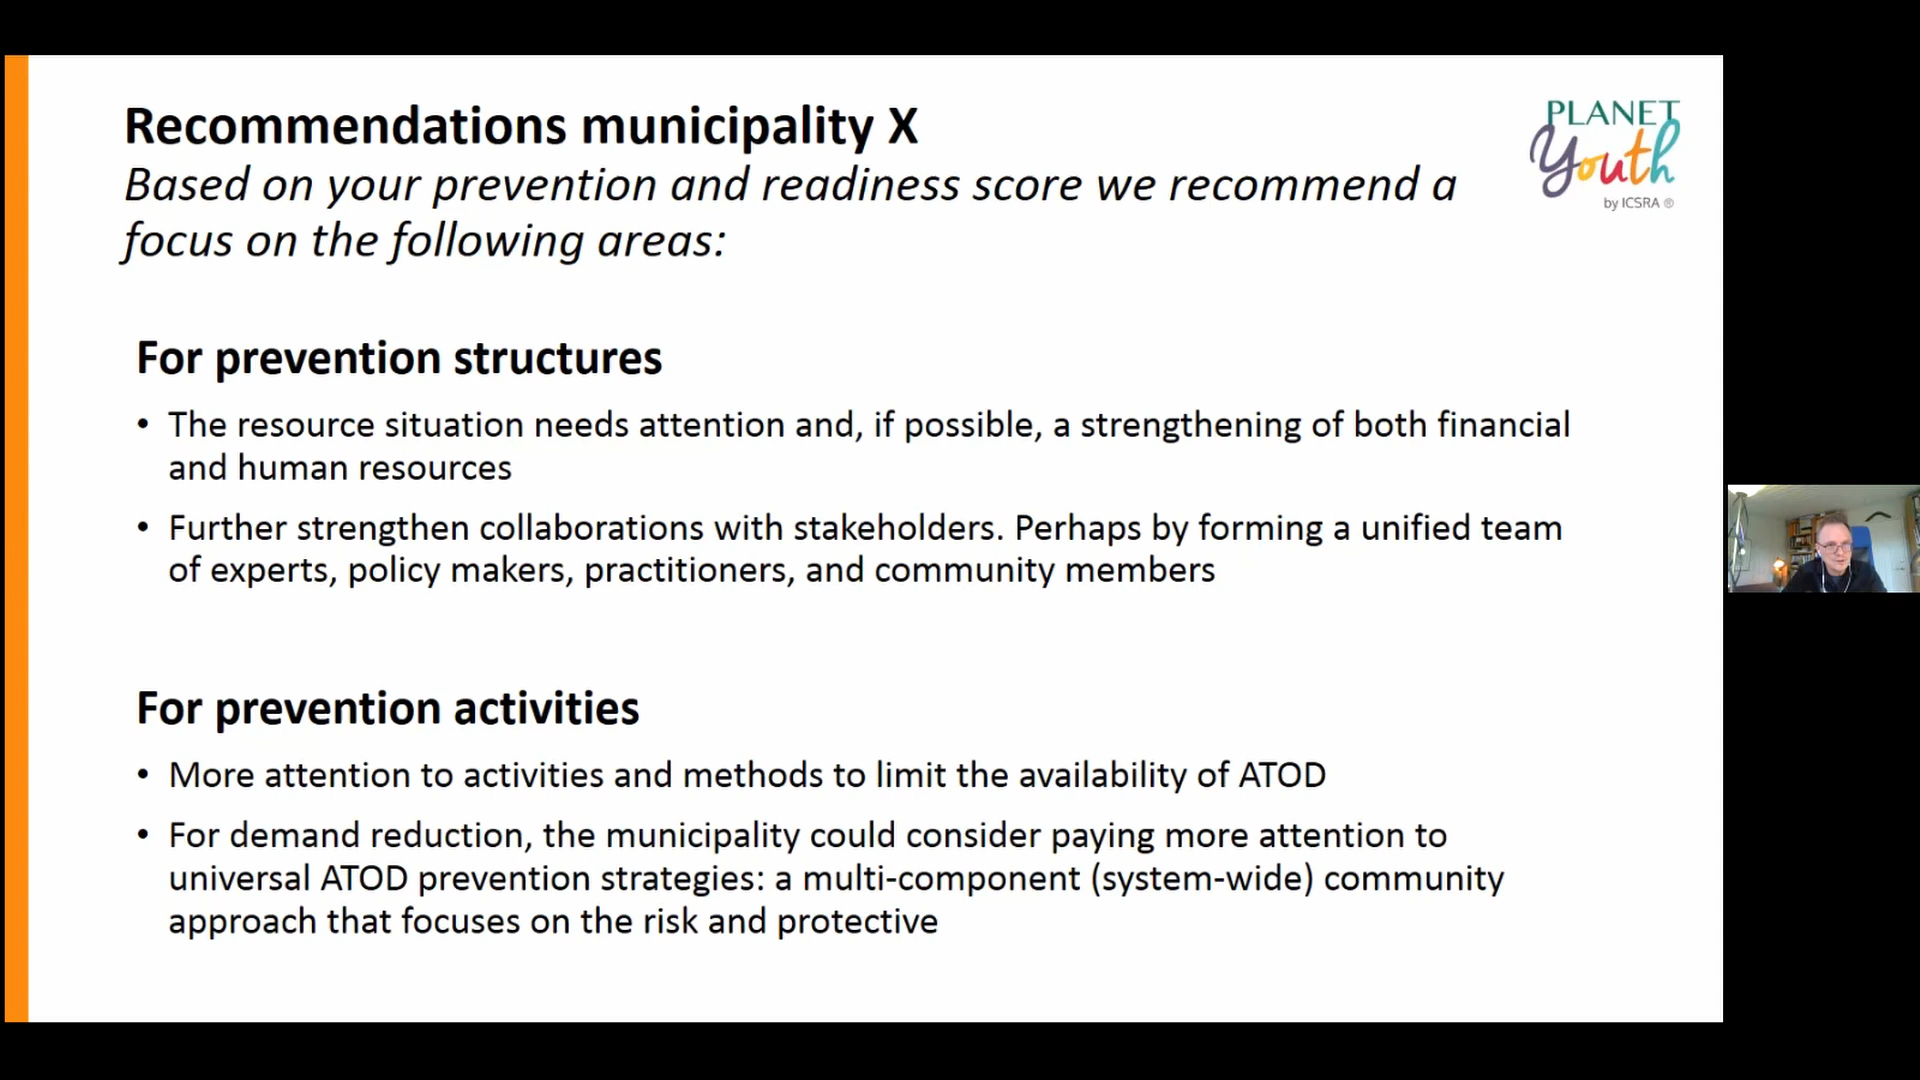 Recommendations municipality X
Based on your prevention and readiness score we recommend a
focus on the following areas:
PLANET
Youth
by ICSRA ®
For prevention structures
• The resource situation needs attention and, if possible, a strengthening of both financial
and human resources
• Further strengthen collaborations with stakeholders. Perhaps by forming a unified team
of experts, policy makers, practitioners, and community members
For prevention activities
• More attention to activities and methods to limit the availability of ATOD
• For demand reduction, the municipality could consider paying more attention to
universal ATOD prevention strategies: a multi-component (system-wide) community
approach that focuses on the risk and protective